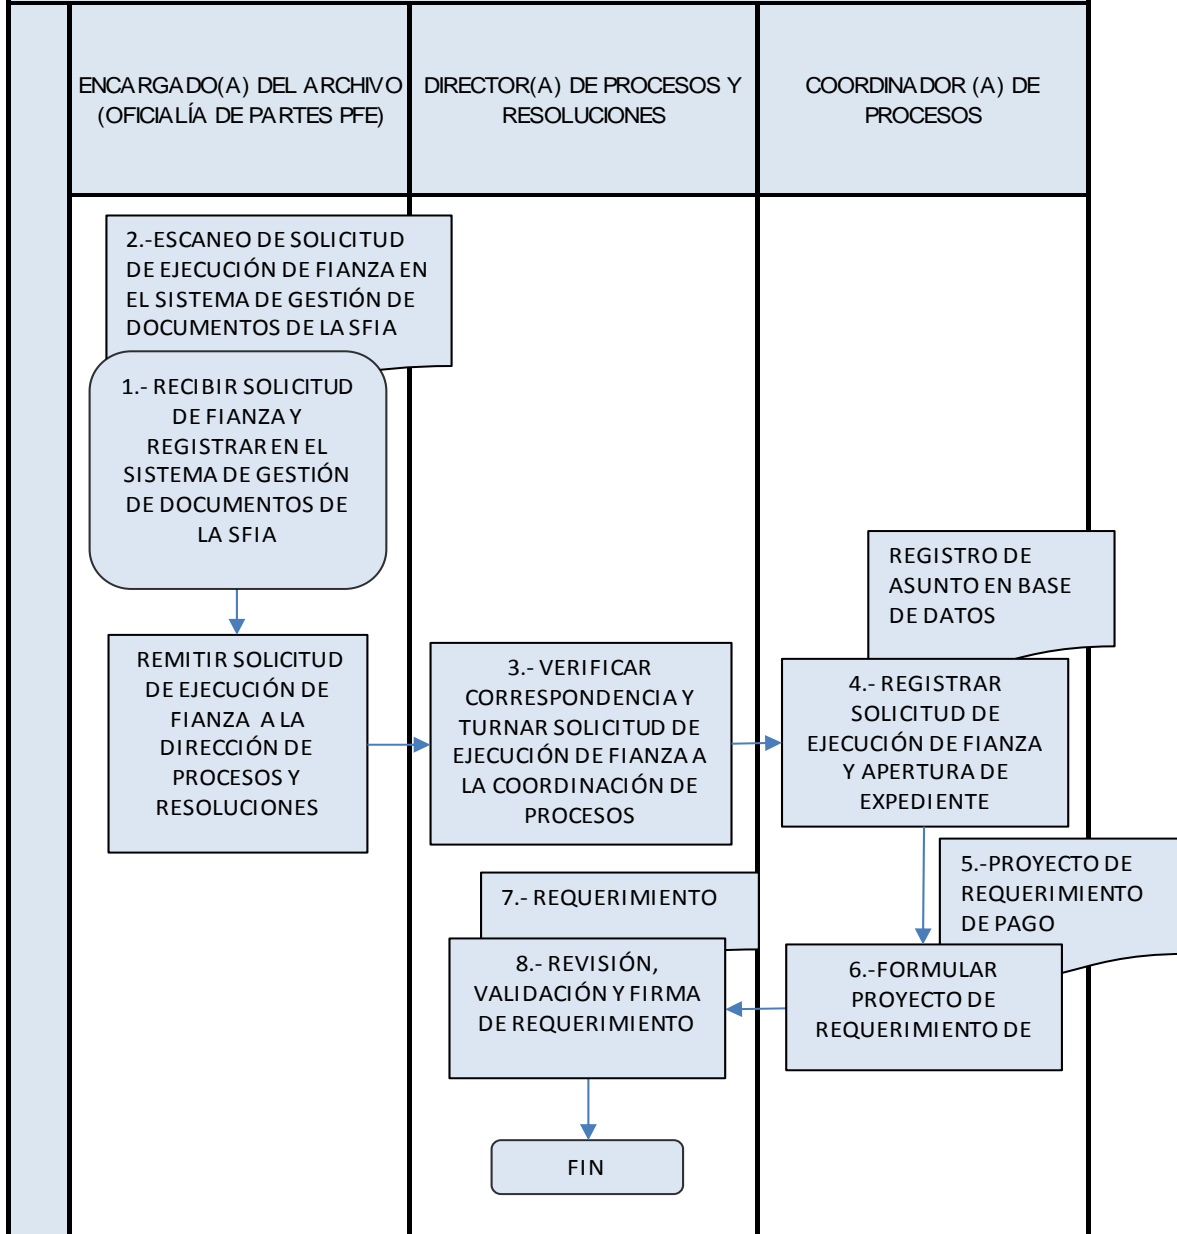 ENCARGADO(A) DEL ARCHIVO
(OFICIALÍA DE PARTES PFE)
DIRECTOR(A) DE PROCESOS Y
RESOLUCIONES
COORDINADOR (A) DE
PROCESOS
2.-ESCANEO DE SOLICITUD
DE EJECUCIÓN DE FIANZA EN
EL SISTEMA DE GESTIÓN DE
DOCUMENTOS DE LA SFIA
1.- RECIBIR SOLICITUD
DE FIANZA Y
REGISTRAR EN EL
SISTEMA DE GESTIÓN
DE DOCUMENTOS DE
LA SFIA
REMITIR SOLICITUD
DE EJECUCIÓN DE
FIANZA A LA
DIRECCIÓN DE
PROCESOS Y
RESOLUCIONES
3.- VERIFICAR
CORRESPONDENCIA Y
TURNAR SOLICITUD DE
EJECUCIÓN DE FIANZA A
LA COORDINACIÓN DE
PROCESOS
REGISTRO DE
ASUNTO EN BASE
DE DATOS
4.- REGISTRAR
SOLICITUD DE
EJECUCIÓN DE FIANZA
Y APERTURA DE
EXPEDIENTE
5.-PROYECTO DE
REQUERIMIENTO
DE PAGO
6.-FORMULAR
PROYECTO DE
REQUERIMIENTO DE
7.- REQUERIMIENTO
8.- REVISIÓN,
VALIDACIÓN Y FIRMA
DE REQUERIMIENTO
FIN